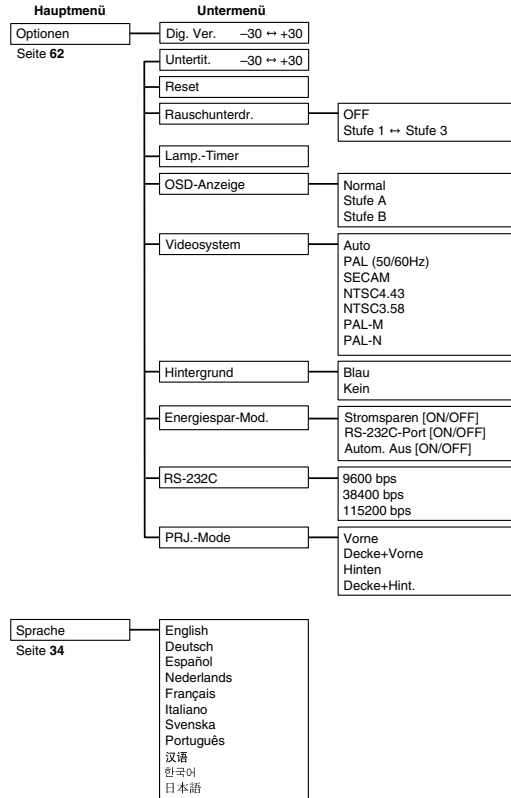 Hauptmenü
Untermenü
Optionen
Seite 62
Dig. Ver. –30 ↔ +30
Untertit. –30 ↔ +30
Reset
Rauschunterdr.
OFF
Stufe 1 ↔ Stufe 3
Lamp.-Timer
OSD-Anzeige
Normal
Stufe A
Stufe B
Videosystem
Auto
PAL (50/60Hz)
SECAM
NTSC4.43
NTSC3.58
PAL-M
PAL-N
Hintergrund
Blau
Kein
Energiespar-Mod.
Stromsparen [ON/OFF]
RS-232C-Port [ON/OFF]
Autom. Aus [ON/OFF]
RS-232C
9600 bps
38400 bps
115200 bps
PRJ.-Mode
Vorne
Decke+Vorne
Hinten
Decke+Hint.
Sprache
Seite 34
English
Deutsch
Español
Nederlands
Français
Italiano
Svenska
Português
汉语
한국어
日本語